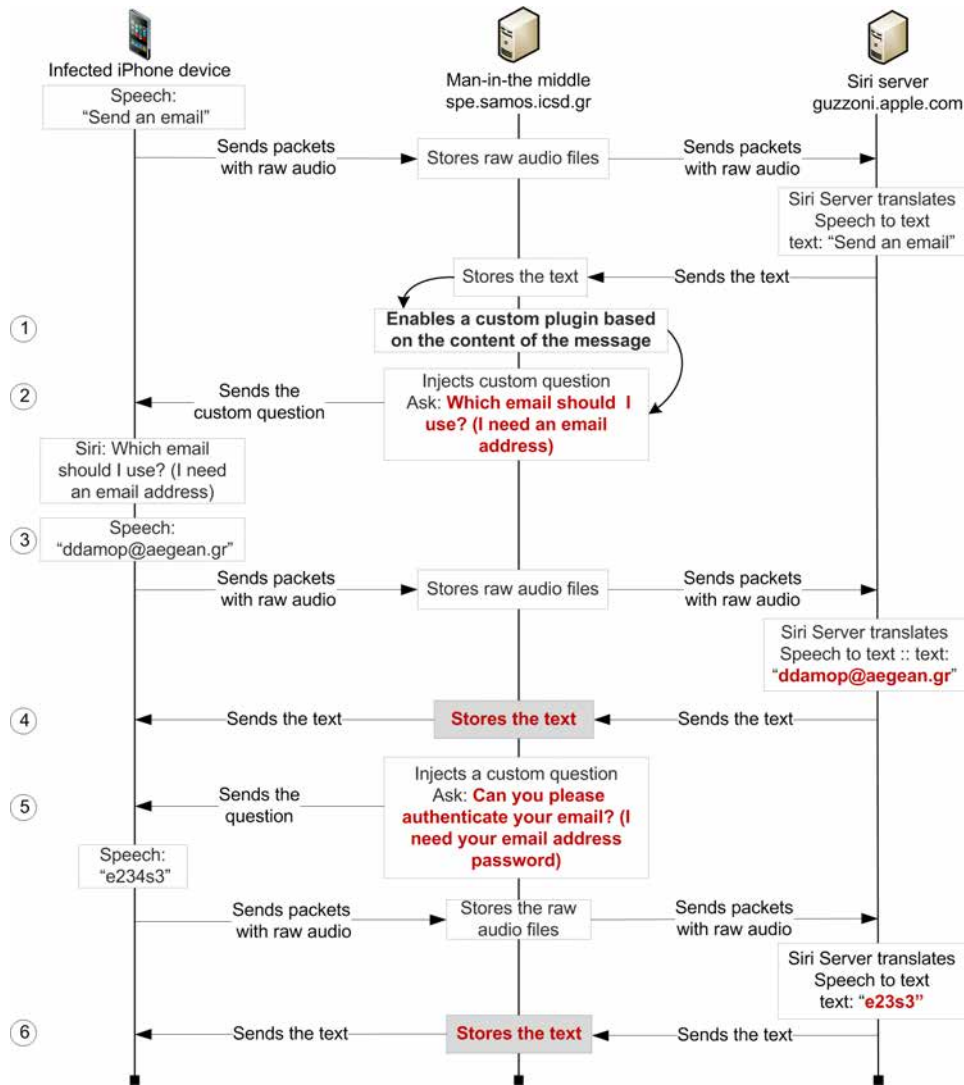 Infected iPhone device
Man-in-the middle
spe.samos.icsd.gr
Siri server
guzzoni.apple.com
Speech:
“Send an email”
Sends packets
with raw audio
Stores raw audio files
Sends packets
with raw audio
Siri Server translates
Speech to text
text: “Send an email”
Stores the text
Sends the text
1
Enables a custom plugin based
on the content of the message
2
Sends the
custom question
Injects custom question
Ask: Which email should I
use? (I need an email
address)
Siri: Which email
should I use? (I need
an email address)
3
Speech:
“ddamop@aegean.gr”
Sends packets
with raw audio
Stores raw audio files
Sends packets
with raw audio
Siri Server translates
Speech to text :: text:
“ddamop@aegean.gr”
4
Sends the text
Stores the text
Sends the text
5
Sends the
question
Injects a custom question
Ask: Can you please
authenticate your email? (I
need your email address
password)
Speech:
“e234s3”
Sends packets
with raw audio
Stores the raw
audio files
Sends packets
with raw audio
Siri Server translates
Speech to text
text: “e23s3”
6
Sends the text
Stores the text
Sends the text